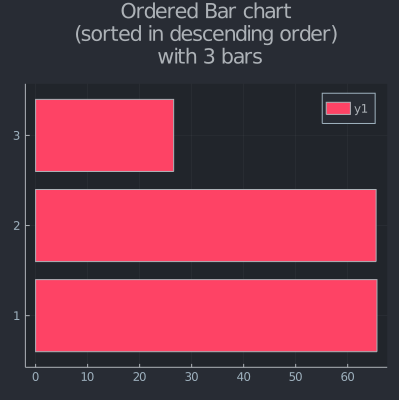 Ordered Bar chart
(sorted in descending order)
with 3 bars
y1
3
2
1
0 10 20 30 40 50 60